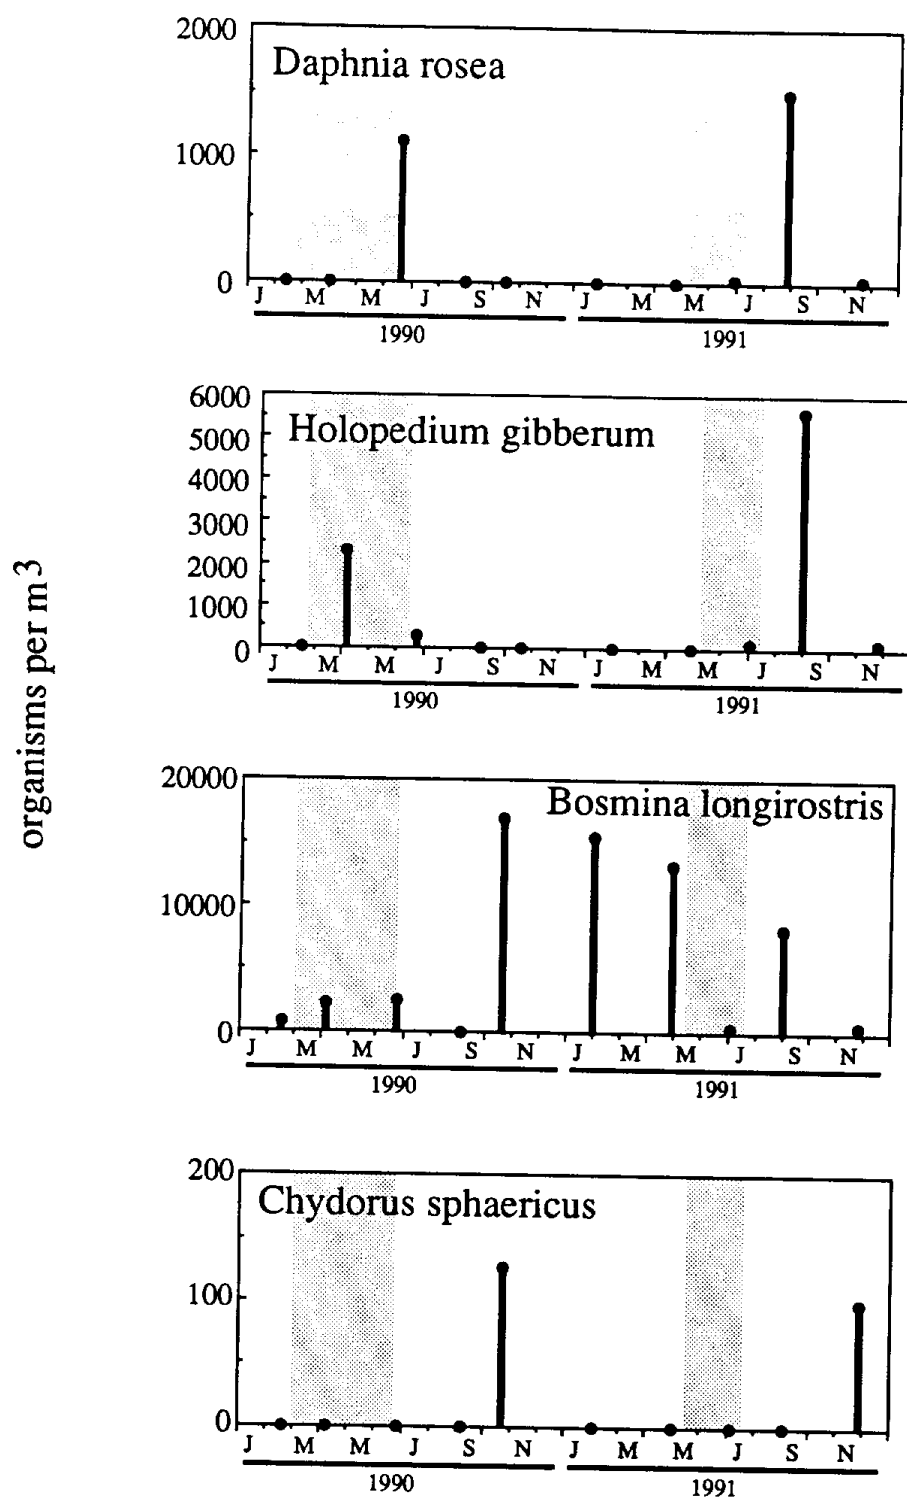 organisms per m3
2000
Daphnia rosea
1000
0
J M M J S N J M M J S N
1990 1991
6000
Holopedium gibberum
5000
4000
3000
2000
1000
0
J M M J S N J M M J S N
1990 1991
20000
Bosmina longirostris
10000
0
J M M J S N J M M J S N
1990 1991
200
Chydorus sphaericus
100
0
J M M J S N J M M J S N
1990 1991